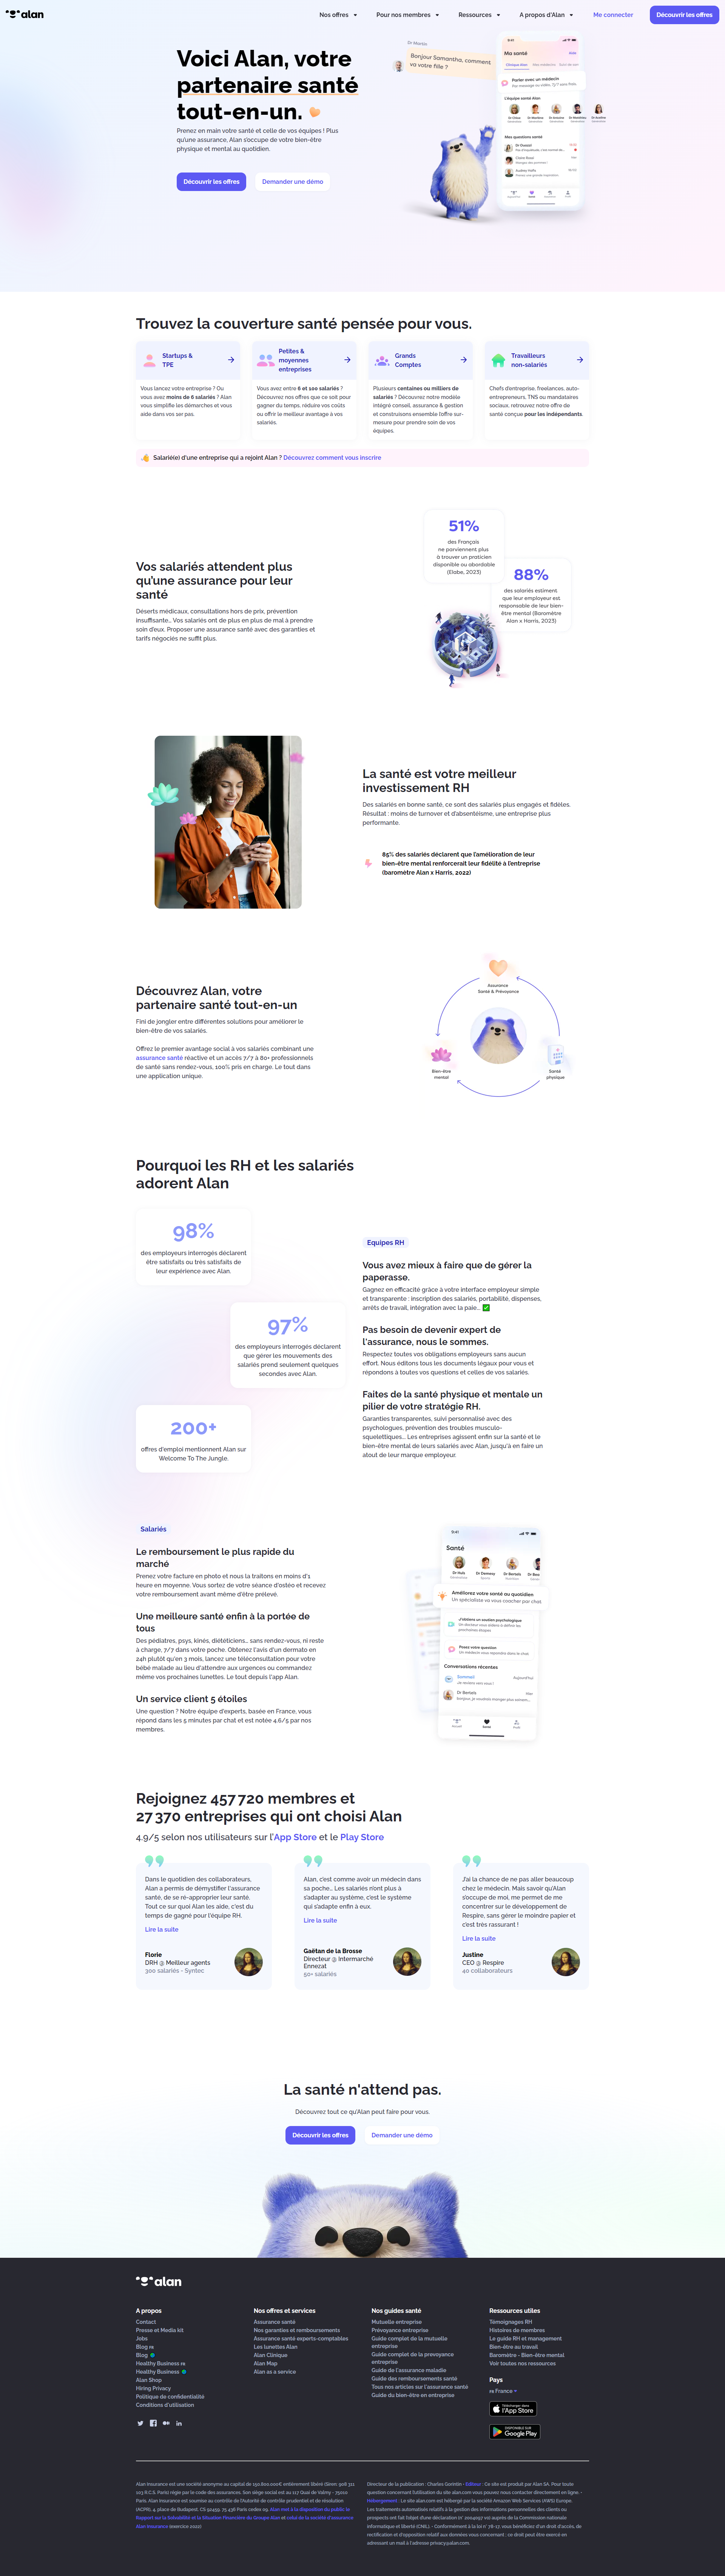 alan
Nos offres
Pour nos membres
Ressources
A propos d'Alan
Me connecter
Découvrir les offres
Voici Alan, votre
partenaire santé
tout-en-un.
Prenez en main votre santé et celle de vos équipes ! Plus
qu'une assurance, Alan s'occupe de votre bien-être
physique et mental au quotidien.
Découvrir les offres
Demander une démo
Dr Martin
Bonjour Samantha, comment
va votre fille ?
9:41
Ma santé
Parler avec un médecin
L'équipe santé Alan
Mes questions santé
Trouvez la couverture santé pensée pour vous.
Startups &
TPE
Vous lancez votre entreprise ? Ou
vous avez moins de 6 salariés ? Alan
vous simplifie les démarches et vous
aide dans vos 1er pas.
Petites &
moyennes
entreprises
Vous avez entre 6 et 100 salariés ?
Découvrez nos offres que ce soit pour
gagner du temps, réduire vos coûts
ou offrir le meilleur avantage à vos
salariés.
Grands
Comptes
Plusieurs centaines ou milliers de
salariés ? Découvrez notre modèle
intégré conseil, assurance & gestion
et construisons ensemble l'offre sur-
mesure pour prendre soin de vos
équipes.
Travailleurs
non-salariés
Chefs d'entreprise, freelances, auto-
entrepreneurs, TNS ou mandataires
sociaux, retrouvez notre offre de
santé conçue pour les indépendants.
Salarié(e) d'une entreprise qui a rejoint Alan ? Découvrez comment vous inscrire
Vos salariés attendent plus
qu'une assurance pour leur
santé
Déserts médicaux, consultations hors de prix, prévention
insuffisante... Vos salariés ont de plus en plus de mal à prendre
soin d'eux. Proposer une assurance santé avec des garanties et
tarifs négociés ne suffit plus.
51%
des Français
ne parviennent plus
à trouver un praticien
disponible ou abordable
(Elabe, 2023)
88%
des salariés estiment
que leur employeur est
responsable de leur bien-
être mental (Baromètre
Alan x Harris, 2023)
La santé est votre meilleur
investissement RH
Des salariés en bonne santé, ce sont des salariés plus engagés et fidèles.
Résultat : moins de turnover et d'absentéisme, une entreprise plus
performante.
85% des salariés déclarent que l'amélioration de leur
bien-être mental renforcerait leur fidélité à l'entreprise
(baromètre Alan x Harris, 2022)
Découvrez Alan, votre
partenaire santé tout-en-un
Fini de jongler entre différentes solutions pour améliorer le
bien-être de vos salariés.
Offrez le premier avantage social à vos salariés combinant une
assurance santé réactive et un accès 7/7 à 80+ professionnels
de santé sans rendez-vous, 100% pris en charge. Le tout dans
une application unique.
Assurance
Santé & Prévoyance
Bien-être
mental
Santé
physique
Pourquoi les RH et les salariés
adorent Alan
98%
des employeurs interrogés déclarent
être satisfaits ou très satisfaits de
leur expérience avec Alan.
97%
des employeurs interrogés déclarent
que gérer les mouvements des
salariés prend seulement quelques
secondes avec Alan.
200+
offres d'emploi mentionnent Alan sur
Welcome To The Jungle.
Equipes RH
Vous avez mieux à faire que de gérer la
paperasse.
Gagnez en efficacité grâce à votre interface employeur simple
et transparente : inscription des salariés, portabilité, dispenses,
arrêts de travail, intégration avec la paie... ✅
Pas besoin de devenir expert de
l'assurance, nous le sommes.
Respectez toutes vos obligations employeurs sans aucun
effort. Nous éditons tous les documents légaux pour vous et
répondons à toutes vos questions et celles de vos salariés.
Faites de la santé physique et mentale un
pilier de votre stratégie RH.
Garanties transparentes, suivi personnalisé avec des
psychologues, prévention des troubles musculo-
squelettiques... Les entreprises agissent enfin sur la santé et le
bien-être mental de leurs salariés avec Alan, jusqu'à en faire un
atout de leur marque employeur.
Salariés
Le remboursement le plus rapide du
marché
Prenez votre facture en photo et nous la traitons en moins d'1
heure en moyenne. Vous sortez de votre séance d'ostéo et recevez
votre remboursement avant même d'être prélevé.
Une meilleure santé enfin à la portée de
tous
Des pédiatres, psys, kinés, diététiciens... sans rendez-vous, ni reste
à charge, 7/7 dans votre poche. Obtenez l'avis d'un dermato en
24h plutôt qu'en 3 mois, lancez une téléconsultation pour votre
bébé malade au lieu d'attendre aux urgences ou commandez
même vos prochaines lunettes. Le tout depuis l'app Alan.
Un service client 5 étoiles
Une question ? Notre équipe d'experts, basée en France, vous
répond dans les 5 minutes par chat et est notée 4.6/5 par nos
membres.
9:41
Santé
Améliorez votre santé au quotidien
Un spécialiste va vous coacher par chat
J'obtiens un soutien psychologique
Posez votre question
Conversations récentes
Sommeil
Aujourd'hui
Dr Bertels
Hier
Rejoignez 457 720 membres et
27 370 entreprises qui ont choisi Alan
4.9/5 selon nos utilisateurs sur l'App Store et le Play Store
Dans le quotidien des collaborateurs,
Alan a permis de démystifier l'assurance
santé, de se ré-approprier leur santé.
Tout ce sur quoi Alan les aide, c'est du
temps de gagné pour l'équipe RH.
Lire la suite
Florie
DRH @ Meilleur agents
300 salariés - Syntec
Alan, c'est comme avoir un médecin dans
sa poche... Les salariés n'ont plus à
s'adapter au système, c'est le système
qui s'adapte enfin à eux.
Lire la suite
Gaëtan de la Brosse
Directeur @ Intermarché
Ennezat
50+ salariés
J'ai la chance de ne pas aller beaucoup
chez le médecin. Mais savoir qu'Alan
s'occupe de moi, me permet de me
concentrer sur le développement de
Respire, sans gérer le moindre papier et
c'est très rassurant !
Lire la suite
Justine
CEO @ Respire
40 collaborateurs
La santé n'attend pas.
Découvrez tout ce qu'Alan peut faire pour vous.
Découvrir les offres
Demander une démo
alan
A propos
Contact
Presse et Media kit
Jobs
Blog
Blog
Healthy Business
Healthy Business
Alan Shop
Hiring Privacy
Politique de confidentialité
Conditions d'utilisation
Nos offres et services
Assurance santé
Nos garanties et remboursements
Assurance santé experts-comptables
Les lunettes Alan
Alan Clinique
Alan Map
Alan as a service
Nos guides santé
Mutuelle entreprise
Prévoyance entreprise
Guide complet de la mutuelle
entreprise
Guide complet de la prevoyance
entreprise
Guide de l'assurance maladie
Guide des remboursements santé
Tous nos articles sur l'assurance santé
Guide du bien-être en entreprise
Ressources utiles
Témoignages RH
Histoires de membres
Le guide RH et management
Bien-être au travail
Baromètre - Bien-être mental
Voir toutes nos ressources
Pays
France
Télécharger dans
l'App Store
DISPONIBLE SUR
Google Play